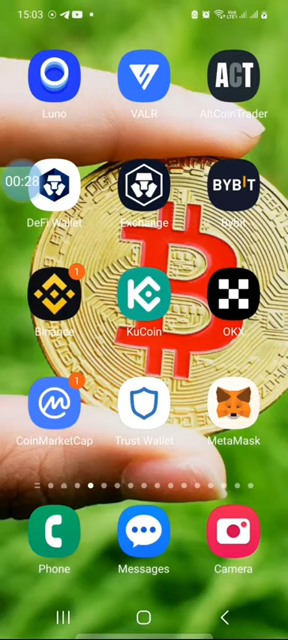 15:03
Luno
VALR
ACT
AltCoinTrader
00:28
DeFi Wallet
Exchange
BYBIT
Bybit
1
Binance
KuCoin
OKX
1
CoinMarketCap
Trust Wallet
MetaMask
Phone
Messages
Camera